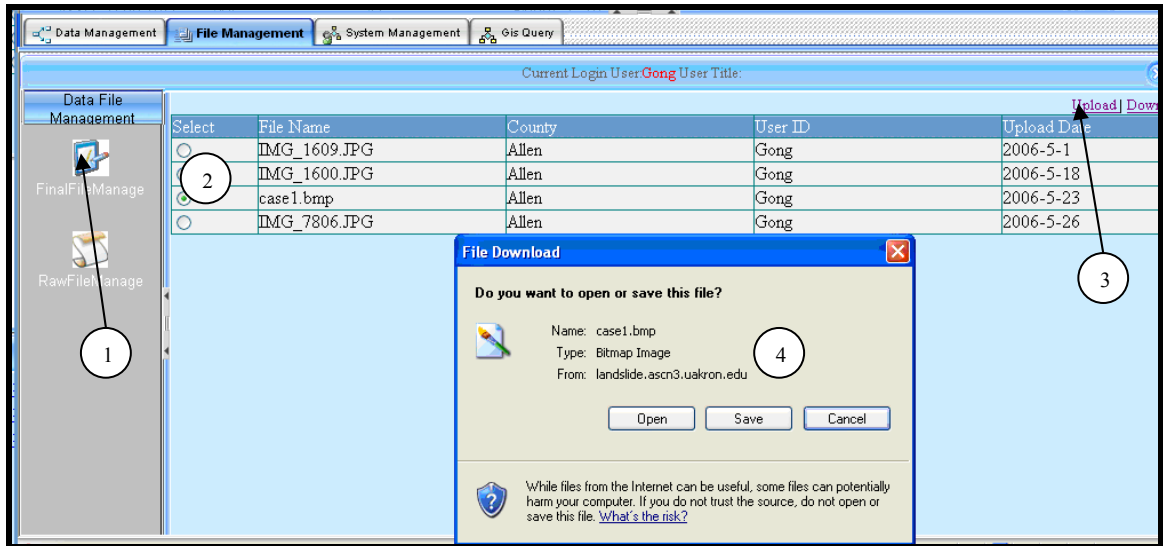 Data Management File Management System Management Gis Query
Current Login User:Gong User Title:
Data File
Management
Upload | Down
Select File Name County User ID Upload Date
IMG_1609.JPG Allen Gong 2006-5-1
IMG_1600.JPG Allen Gong 2006-5-18
case1.bmp Allen Gong 2006-5-23
IMG_7806.JPG Allen Gong 2006-5-26
FinalFileManage
RawFileManage
1
2
3
File Download
Do you want to open or save this file?
Name: case1.bmp
Type: Bitmap Image
From: landslide.ascn3.uakron.edu
4
Open Save Cancel
While files from the Internet can be useful, some files can potentially
harm your computer. If you do not trust the source, do not open or
save this file. What's the risk?